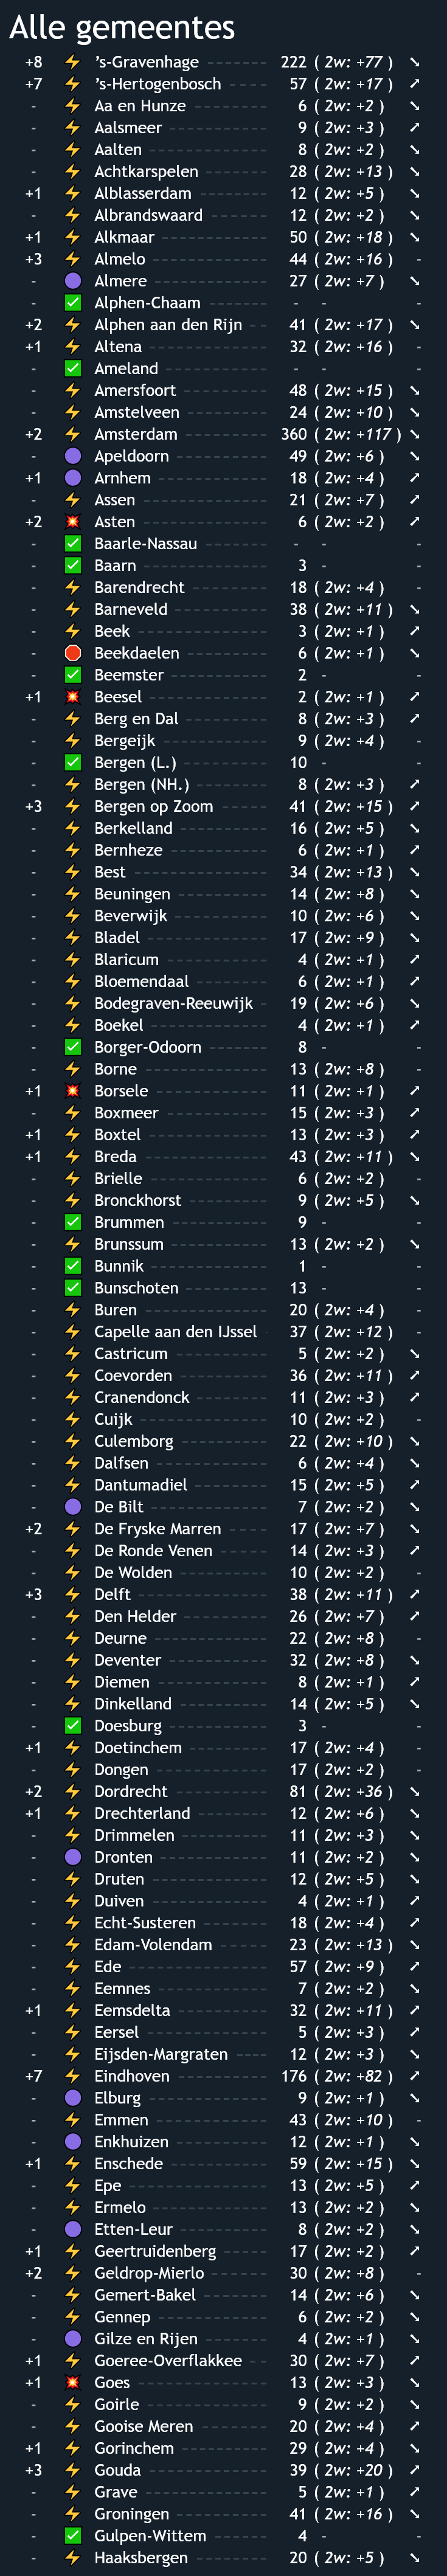 Alle gemeentes
+8 ⚡ ’s-Gravenhage 222 ( 2w: +77 ) ➘
+7 ⚡ ’s-Hertogenbosch 57 ( 2w: +17 ) ➚
- ⚡ Aa en Hunze 6 ( 2w: +2 ) ➘
- ⚡ Aalsmeer 9 ( 2w: +3 ) ➚
- ⚡ Aalten 8 ( 2w: +2 ) ➘
- ⚡ Achtkarspelen 28 ( 2w: +13 ) ➘
+1 ⚡ Alblasserdam 12 ( 2w: +5 ) ➘
- ⚡ Albrandswaard 12 ( 2w: +2 ) ➘
+1 ⚡ Alkmaar 50 ( 2w: +18 ) ➘
+3 ⚡ Almelo 44 ( 2w: +16 ) -
- 🟣 Almere 27 ( 2w: +7 ) ➘
- ✅ Alphen-Chaam - - -
+2 ⚡ Alphen aan den Rijn 41 ( 2w: +17 ) ➘
+1 ⚡ Altena 32 ( 2w: +16 ) -
- ✅ Ameland - - -
- ⚡ Amersfoort 48 ( 2w: +15 ) ➘
- ⚡ Amstelveen 24 ( 2w: +10 ) ➘
+2 ⚡ Amsterdam 360 ( 2w: +117 ) ➘
- 🟣 Apeldoorn 49 ( 2w: +6 ) ➘
+1 🟣 Arnhem 18 ( 2w: +4 ) ➚
- ⚡ Assen 21 ( 2w: +7 ) ➚
+2 💥 Asten 6 ( 2w: +2 ) ➚
- ✅ Baarle-Nassau - - -
- ✅ Baarn 3 - -
- ⚡ Barendrecht 18 ( 2w: +4 ) -
- ⚡ Barneveld 38 ( 2w: +11 ) ➘
- ⚡ Beek 3 ( 2w: +1 ) ➚
- 🛑 Beekdaelen 6 ( 2w: +1 ) ➘
- ✅ Beemster 2 - -
+1 💥 Beesel 2 ( 2w: +1 ) ➚
- ⚡ Berg en Dal 8 ( 2w: +3 ) ➚
- ⚡ Bergeijk 9 ( 2w: +4 ) -
- ✅ Bergen (L.) 10 - -
- ⚡ Bergen (NH.) 8 ( 2w: +3 ) ➚
+3 ⚡ Bergen op Zoom 41 ( 2w: +15 ) ➚
- ⚡ Berkelland 16 ( 2w: +5 ) ➘
- ⚡ Bernheze 6 ( 2w: +1 ) ➚
- ⚡ Best 34 ( 2w: +13 ) ➘
- ⚡ Beuningen 14 ( 2w: +8 ) ➘
- ⚡ Beverwijk 10 ( 2w: +6 ) ➘
- ⚡ Bladel 17 ( 2w: +9 ) ➘
- ⚡ Blaricum 4 ( 2w: +1 ) ➚
- ⚡ Bloemendaal 6 ( 2w: +1 ) ➚
- ⚡ Bodegraven-Reeuwijk 19 ( 2w: +6 ) ➘
- ⚡ Boekel 4 ( 2w: +1 ) ➚
- ✅ Borger-Odoorn 8 - -
- ⚡ Borne 13 ( 2w: +8 ) -
+1 💥 Borsele 11 ( 2w: +1 ) ➚
- ⚡ Boxmeer 15 ( 2w: +3 ) ➚
+1 ⚡ Boxtel 13 ( 2w: +3 ) ➚
+1 ⚡ Breda 43 ( 2w: +11 ) ➘
- ⚡ Brielle 6 ( 2w: +2 ) -
- ⚡ Bronckhorst 9 ( 2w: +5 ) ➘
- ✅ Brummen 9 - -
- ⚡ Brunssum 13 ( 2w: +2 ) ➘
- ✅ Bunnik 1 - -
- ✅ Bunschoten 13 - -
- ⚡ Buren 20 ( 2w: +4 ) -
- ⚡ Capelle aan den IJssel 37 ( 2w: +12 ) -
- ⚡ Castricum 5 ( 2w: +2 ) ➘
- ⚡ Coevorden 36 ( 2w: +11 ) ➚
- ⚡ Cranendonck 11 ( 2w: +3 ) ➚
- ⚡ Cuijk 10 ( 2w: +2 ) -
- ⚡ Culemborg 22 ( 2w: +10 ) ➘
- ⚡ Dalfsen 6 ( 2w: +4 ) ➘
- ⚡ Dantumadiel 15 ( 2w: +5 ) ➚
- 🟣 De Bilt 7 ( 2w: +2 ) ➘
+2 ⚡ De Fryske Marren 17 ( 2w: +7 ) ➘
- ⚡ De Ronde Venen 14 ( 2w: +3 ) ➚
- ⚡ De Wolden 10 ( 2w: +2 ) -
+3 ⚡ Delft 38 ( 2w: +11 ) ➚
- ⚡ Den Helder 26 ( 2w: +7 ) ➚
- ⚡ Deurne 22 ( 2w: +8 ) -
- ⚡ Deventer 32 ( 2w: +8 ) ➘
- ⚡ Diemen 8 ( 2w: +1 ) ➚
- ⚡ Dinkelland 14 ( 2w: +5 ) ➘
- ✅ Doesburg 3 - -
+1 ⚡ Doetinchem 17 ( 2w: +4 ) -
- ⚡ Dongen 17 ( 2w: +2 ) -
+2 ⚡ Dordrecht 81 ( 2w: +36 ) ➘
+1 ⚡ Drechterland 12 ( 2w: +6 ) ➘
- ⚡ Drimmelen 11 ( 2w: +3 ) ➘
- 🟣 Dronten 11 ( 2w: +2 ) ➘
- ⚡ Druten 12 ( 2w: +5 ) ➘
- ⚡ Duiven 4 ( 2w: +1 ) ➚
- ⚡ Echt-Susteren 18 ( 2w: +4 ) ➚
- ⚡ Edam-Volendam 23 ( 2w: +13 ) ➘
- ⚡ Ede 57 ( 2w: +9 ) ➚
- ⚡ Eemnes 7 ( 2w: +2 ) ➘
+1 ⚡ Eemsdelta 32 ( 2w: +11 ) ➚
- ⚡ Eersel 5 ( 2w: +3 ) ➚
- ⚡ Eijsden-Margraten 12 ( 2w: +3 ) ➘
+7 ⚡ Eindhoven 176 ( 2w: +82 ) ➚
- 🟣 Elburg 9 ( 2w: +1 ) ➘
- ⚡ Emmen 43 ( 2w: +10 ) -
- 🟣 Enkhuizen 12 ( 2w: +1 ) ➘
+1 ⚡ Enschede 59 ( 2w: +15 ) ➘
- ⚡ Epe 13 ( 2w: +5 ) ➚
- ⚡ Ermelo 13 ( 2w: +2 ) ➘
- 🟣 Etten-Leur 8 ( 2w: +2 ) ➘
+1 ⚡ Geertruidenberg 17 ( 2w: +2 ) ➚
+2 ⚡ Geldrop-Mierlo 30 ( 2w: +8 ) -
- ⚡ Gemert-Bakel 14 ( 2w: +6 ) ➘
- ⚡ Gennep 6 ( 2w: +2 ) ➘
- 🟣 Gilze en Rijen 4 ( 2w: +1 ) ➘
+1 ⚡ Goeree-Overflakkee 30 ( 2w: +7 ) ➚
+1 💥 Goes 13 ( 2w: +3 ) ➘
- ⚡ Goirle 9 ( 2w: +2 ) ➘
- ⚡ Gooise Meren 20 ( 2w: +4 ) ➚
+1 ⚡ Gorinchem 29 ( 2w: +4 ) ➘
+3 ⚡ Gouda 39 ( 2w: +20 ) ➚
- ⚡ Grave 5 ( 2w: +1 ) ➚
- ⚡ Groningen 41 ( 2w: +16 ) ➘
- ✅ Gulpen-Wittem 4 - -
- ⚡ Haaksbergen 20 ( 2w: +5 ) ➘